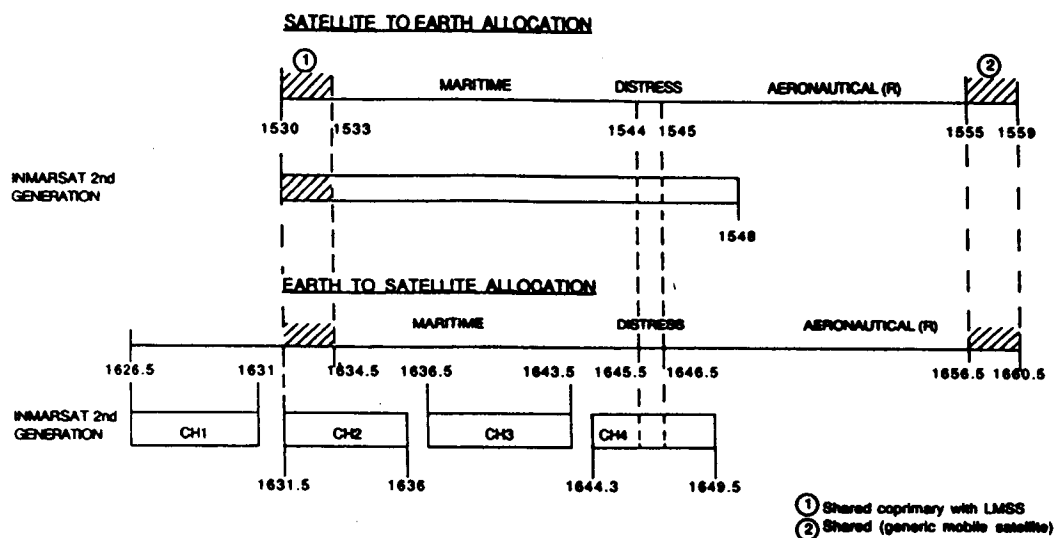 SATELLITE TO EARTH ALLOCATION
1 2
MARITIME DISTRESS AERONAUTICAL (R)
1530 1533 1544 1545 1555 1559
INMARSAT 2nd
GENERATION
1548
EARTH TO SATELLITE ALLOCATION
MARITIME DISTRESS AERONAUTICAL (R)
1626.5 1631 1634.5 1636.5 1643.5 1645.5 1646.5 1656.5 1660.5
INMARSAT 2nd
GENERATION
CH1 CH2 CH3 CH4
1631.5 1636 1644.3 1649.5
1 Shared coprimary with LMSS
2 Shared (generic mobile satellite)